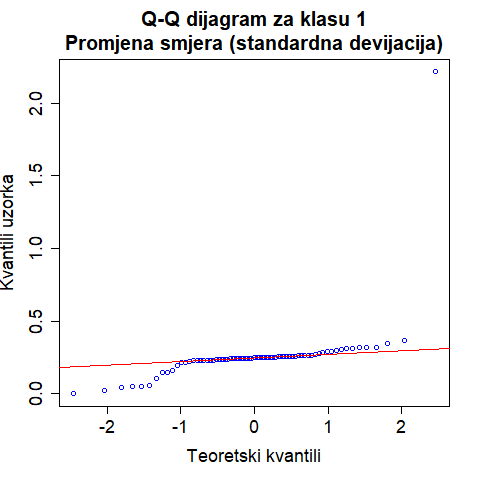 Q-Q dijagram za klasu 1
Promjena smjera (standardna devijacija)
Kvantili uzorka
2.0
1.5
1.0
0.5
0.0
-2
-1
0
1
2
Teoretski kvantili